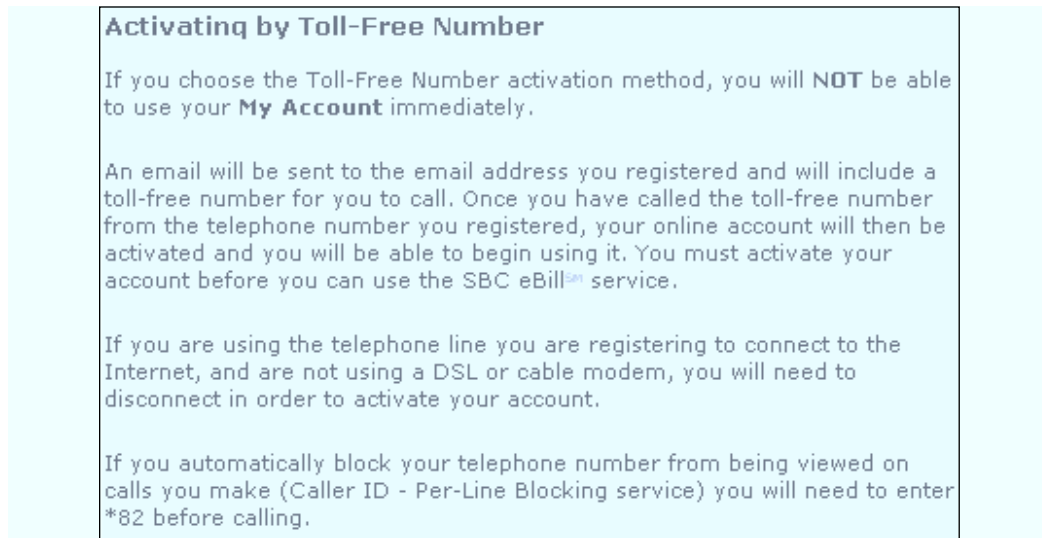 Activating by Toll-Free Number
If you choose the Toll-Free Number activation method, you will NOT be able
to use your My Account immediately.
An email will be sent to the email address you registered and will include a
toll-free number for you to call. Once you have called the toll-free number
from the telephone number you registered, your online account will then be
activated and you will be able to begin using it. You must activate your
account before you can use the SBC eBill℠ service.
If you are using the telephone line you are registering to connect to the
Internet, and are not using a DSL or cable modem, you will need to
disconnect in order to activate your account.
If you automatically block your telephone number from being viewed on
calls you make (Caller ID - Per-Line Blocking service) you will need to enter
*82 before calling.